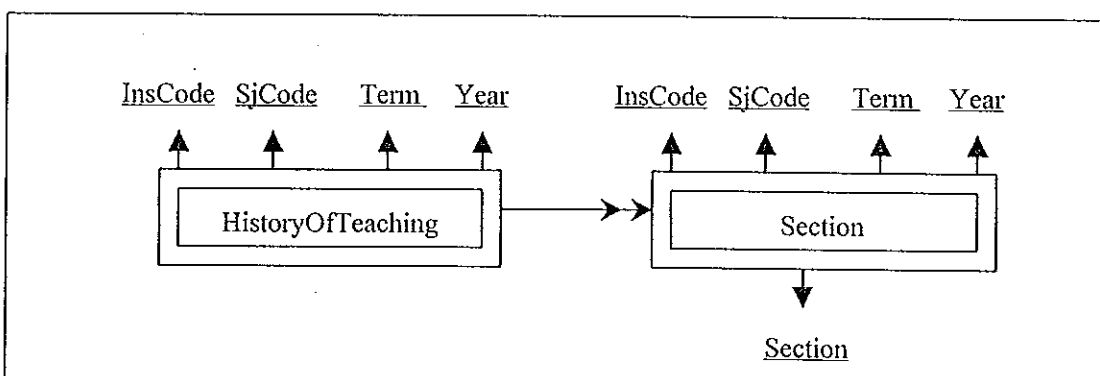 InsCode SjCode Term Year InsCode SjCode Term Year
HistoryOfTeaching Section
Section